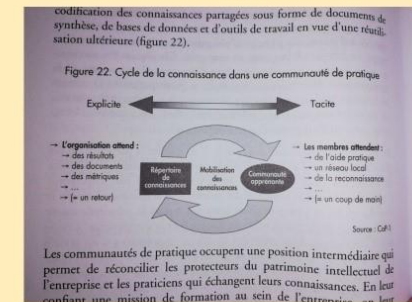 codification des connaissances partagées sous forme de documents de
synthèse, de bases de données et d'outils de travail en vue d'une réutili-
sation ultérieure (figure 22).
Figure 22. Cycle de la connaissance dans une communauté de pratique
Explicite
Tacite
→ L'organisation attend :
→ des résultats
→ des documents
→ des métriques
→ ...
→ (= un retour)
Répertoire
de
connaissances
Mobilisation
des
connaissances
Communauté
apprenante
→ Les membres attendent :
→ de l'aide pratique
→ un réseau local
→ de la reconnaissance
→ ...
→ (= un coup de main)
Source : CoP-1
Les communautés de pratique occupent une position intermédiaire qui
permet de réconcilier les protecteurs du patrimoine intellectuel de
l'entreprise et les praticiens qui échangent leurs connaissances. En leur
confiant une mission de formation au sein de l'entreprise, en leur